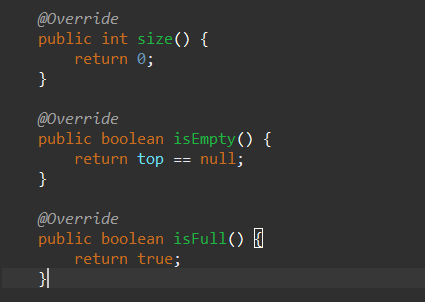 @Override
public int size() {
return 0;
}
@Override
public boolean isEmpty() {
return top == null;
}
@Override
public boolean isFull() {
return true;
}